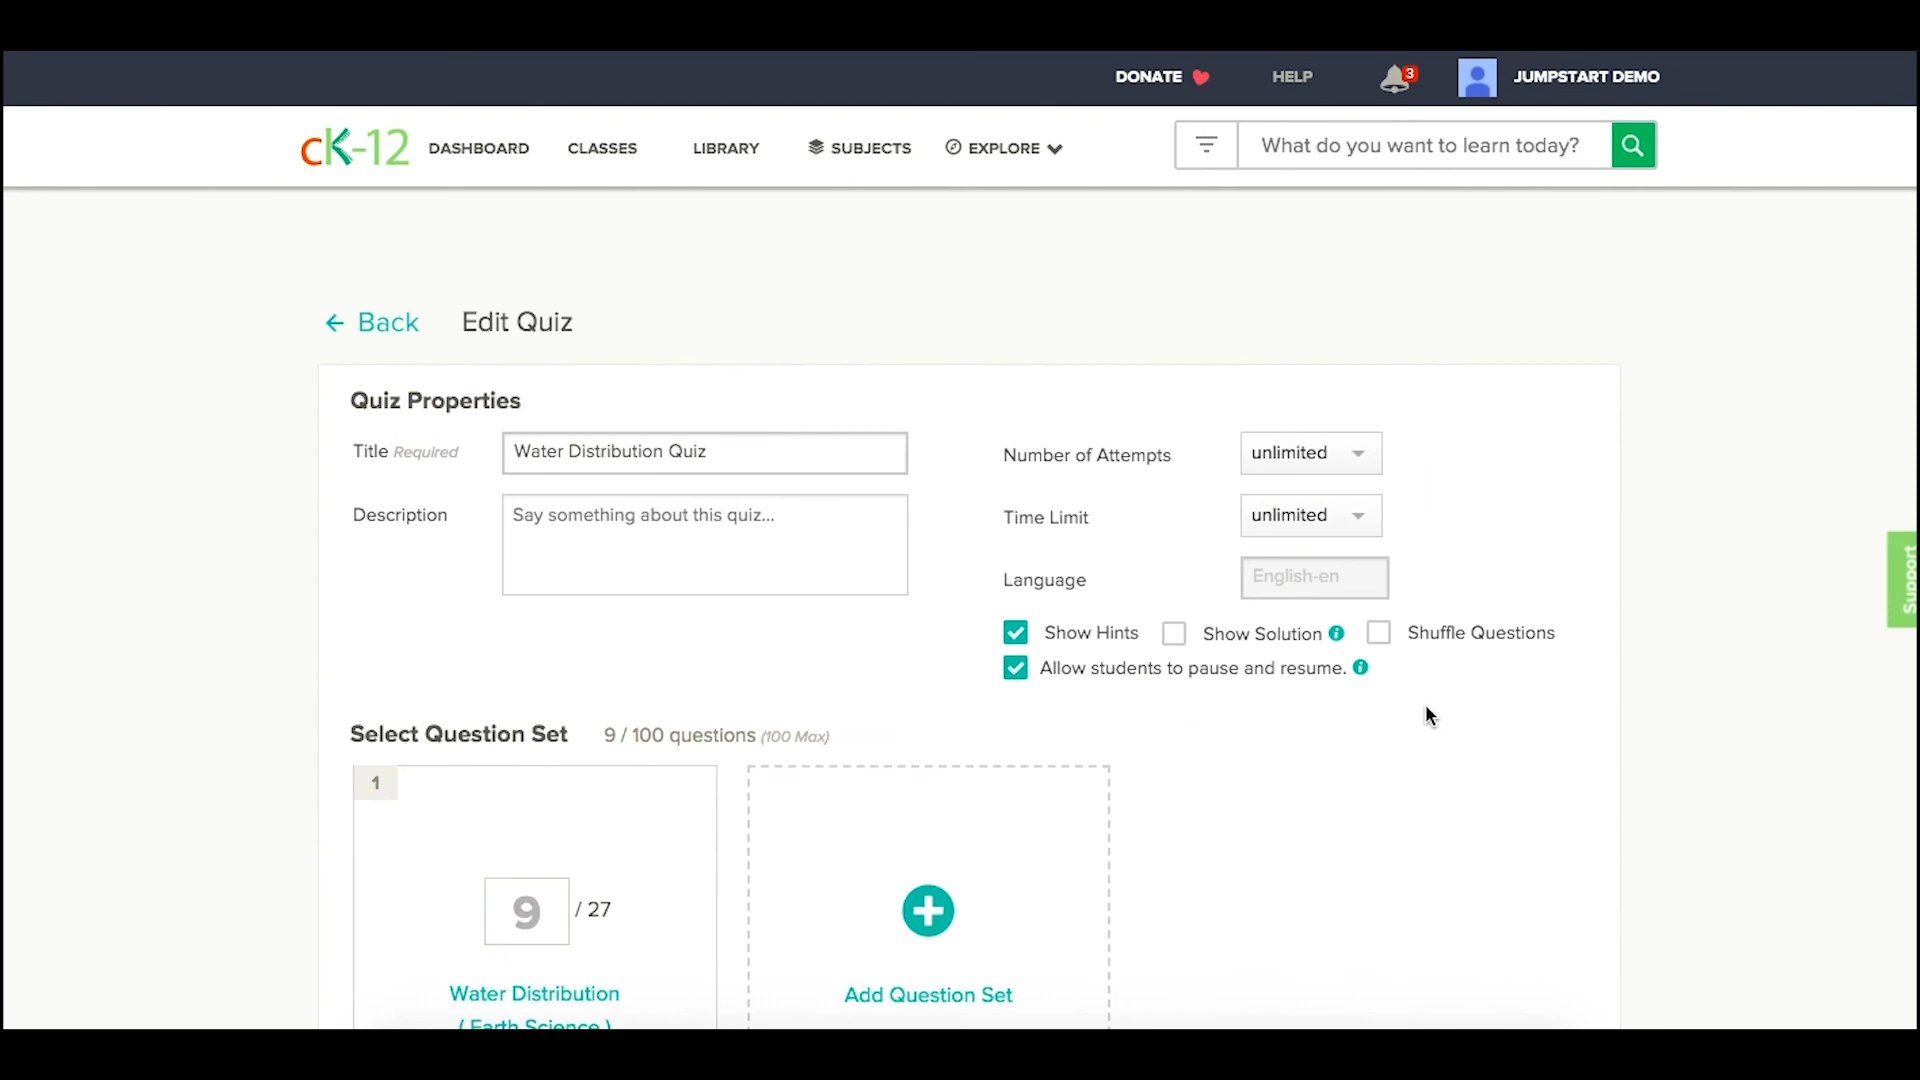 DONATE HELP 3 JUMPSTART DEMO
cK-12 DASHBOARD CLASSES LIBRARY SUBJECTS EXPLORE What do you want to learn today?
Back Edit Quiz
Quiz Properties
Title Required Water Distribution Quiz Number of Attempts unlimited
Description Say something about this quiz... Time Limit unlimited
Language English-en
Show Hints Show Solution Shuffle Questions
Allow students to pause and resume.
Support
Select Question Set 9 / 100 questions (100 Max)
1
9 / 27
Water Distribution Add Question Set
( Earth Science )